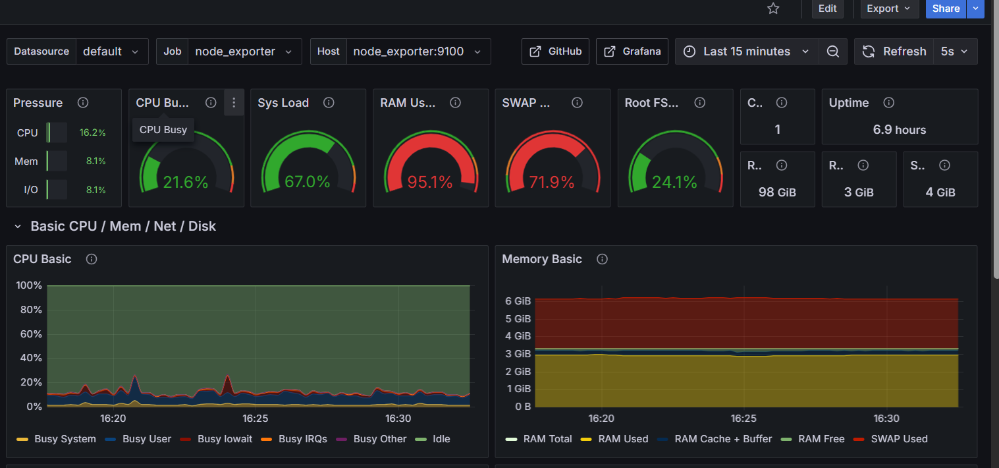 Edit Export Share
Datasource default Job node_exporter Host node_exporter:9100 GitHub Grafana Last 15 minutes Refresh 5s
Pressure CPU Bu... Sys Load RAM Us... SWAP ... Root FS... C.. Uptime
CPU 16.2%
Mem 8.1%
I/O 8.1%
CPU Busy
21.6%
67.0%
95.1%
71.9%
24.1%
1
6.9 hours
R.. R.. S..
98 GiB 3 GiB 4 GiB
Basic CPU / Mem / Net / Disk
CPU Basic
100%
80%
60%
40%
20%
0%
16:20 16:25 16:30
Busy System Busy User Busy Iowait Busy IRQs Busy Other Idle
Memory Basic
6 GiB
5 GiB
4 GiB
3 GiB
2 GiB
1 GiB
0 B
16:20 16:25 16:30
RAM Total RAM Used RAM Cache + Buffer RAM Free SWAP Used